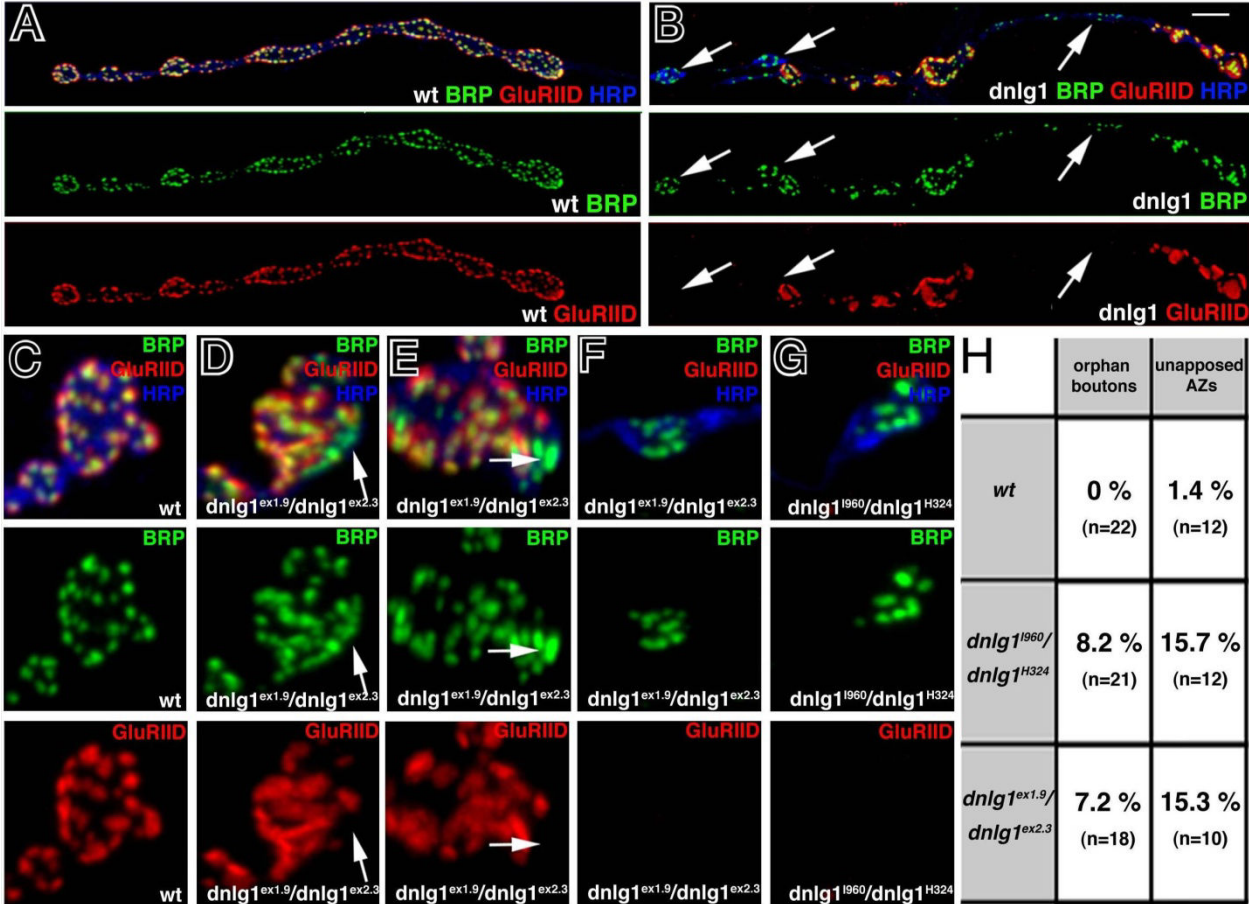 A
wt BRP GluRIID HRP
wt BRP
wt GluRIID
B
dnlg1 BRP GluRIID HRP
dnlg1 BRP
dnlg1 GluRIID
C
BRP
GluRIID
HRP
wt
D
BRP
GluRIID
HRP
dnlg1ex1.9/dnlg1ex2.3
E
BRP
GluRIID
HRP
dnlg1ex1.9/dnlg1ex2.3
F
BRP
GluRIID
HRP
dnlg1ex1.9/dnlg1ex2.3
G
BRP
GluRIID
HRP
dnlg1I960/dnlg1H324
BRP
wt
BRP
dnlg1ex1.9/dnlg1ex2.3
BRP
dnlg1ex1.9/dnlg1ex2.3
BRP
dnlg1ex1.9/dnlg1ex2.3
BRP
dnlg1I960/dnlg1H324
GluRIID
wt
GluRIID
dnlg1ex1.9/dnlg1ex2.3
GluRIID
dnlg1ex1.9/dnlg1ex2.3
GluRIID
dnlg1ex1.9/dnlg1ex2.3
GluRIID
dnlg1I960/dnlg1H324
H
orphan boutons
unapposed AZs
wt
0 %
(n=22)
1.4 %
(n=12)
dnlg1I960/
dnlg1H324
8.2 %
(n=21)
15.7 %
(n=12)
dnlg1ex1.9/
dnlg1ex2.3
7.2 %
(n=18)
15.3 %
(n=10)